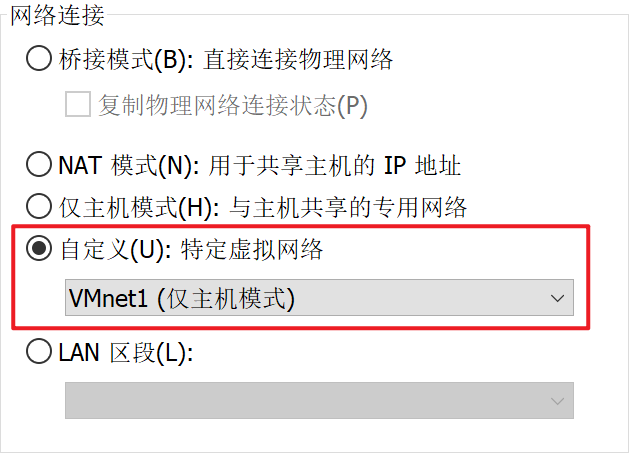 网络连接
桥接模式(B): 直接连接物理网络
复制物理网络连接状态(P)
NAT 模式(N): 用于共享主机的 IP 地址
仅主机模式(H): 与主机共享的专用网络
自定义(U): 特定虚拟网络
VMnet1 (仅主机模式)
LAN 区段(L):